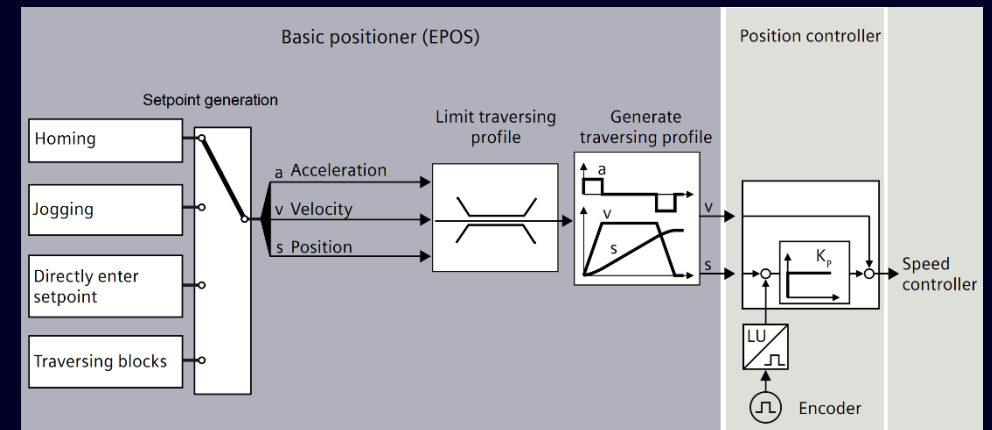 Basic positioner (EPOS)
Position controller
Setpoint generation
Homing
Jogging
Directly enter
setpoint
Traversing blocks
a Acceleration
v Velocity
s Position
Limit traversing
profile
Generate
traversing profile
a
v
s
v
s
Kₚ
Speed
controller
LU
Encoder